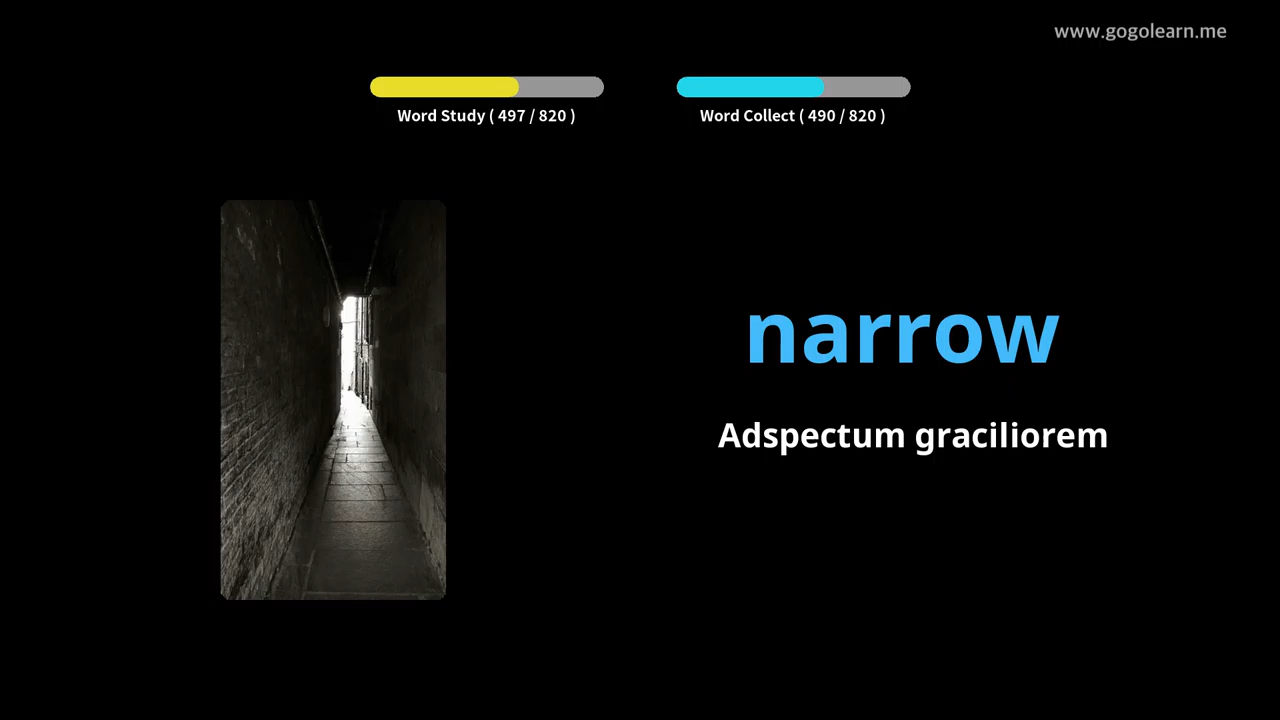 www.gogolearn.me
Word Study ( 497 / 820 )
Word Collect ( 490 / 820 )
narrow
Adspectum graciliorem